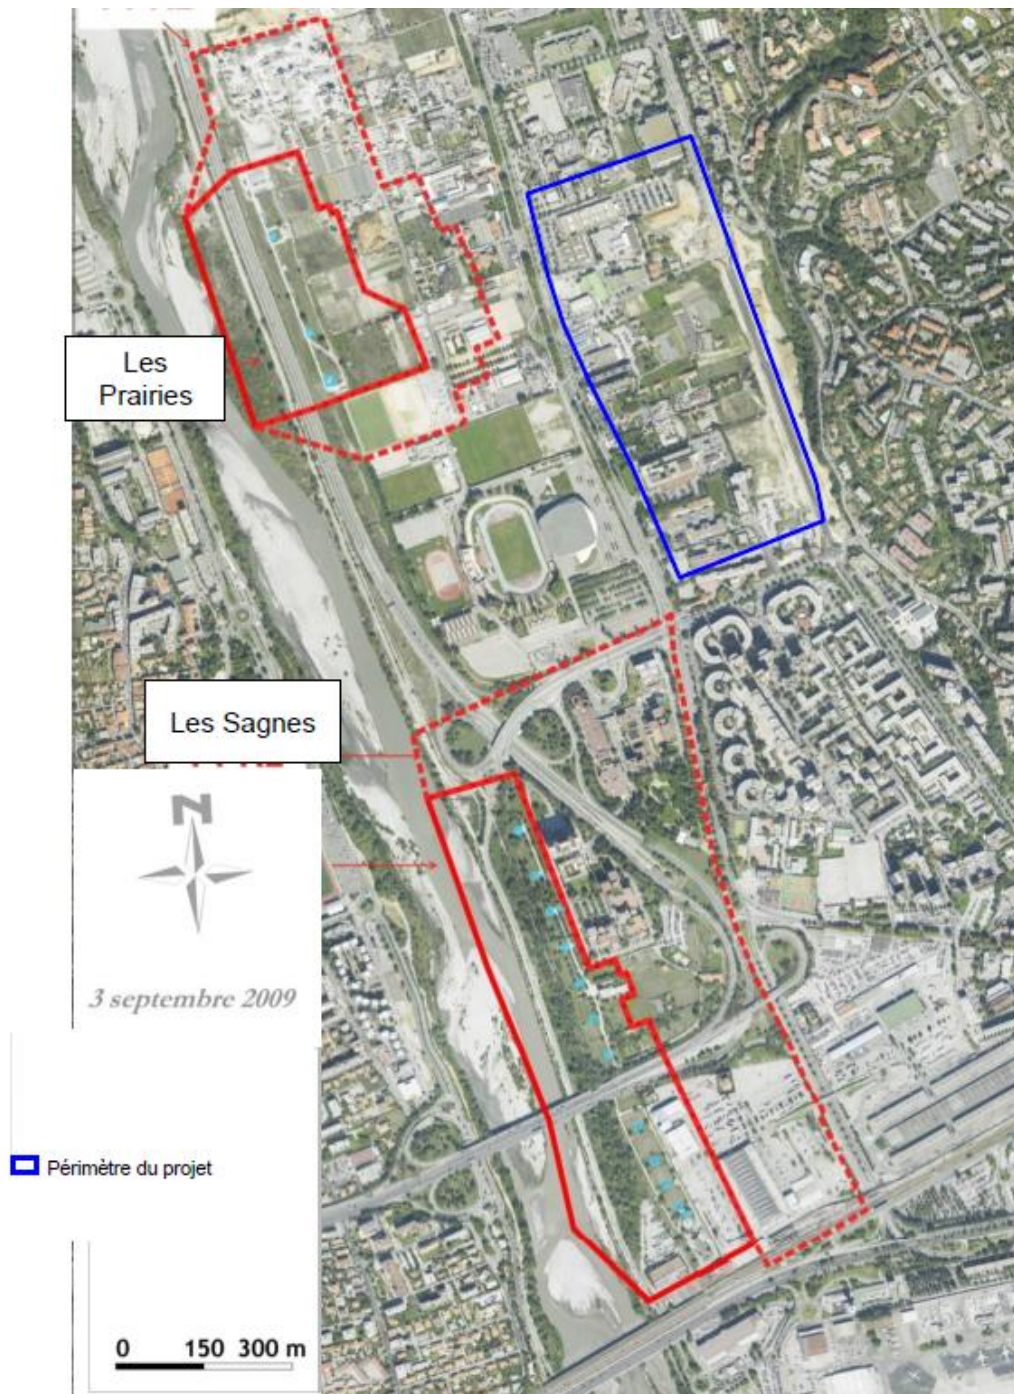 Les
Prairies
Les Sagnes
N
3 septembre 2009
Périmètre du projet
0 150 300 m